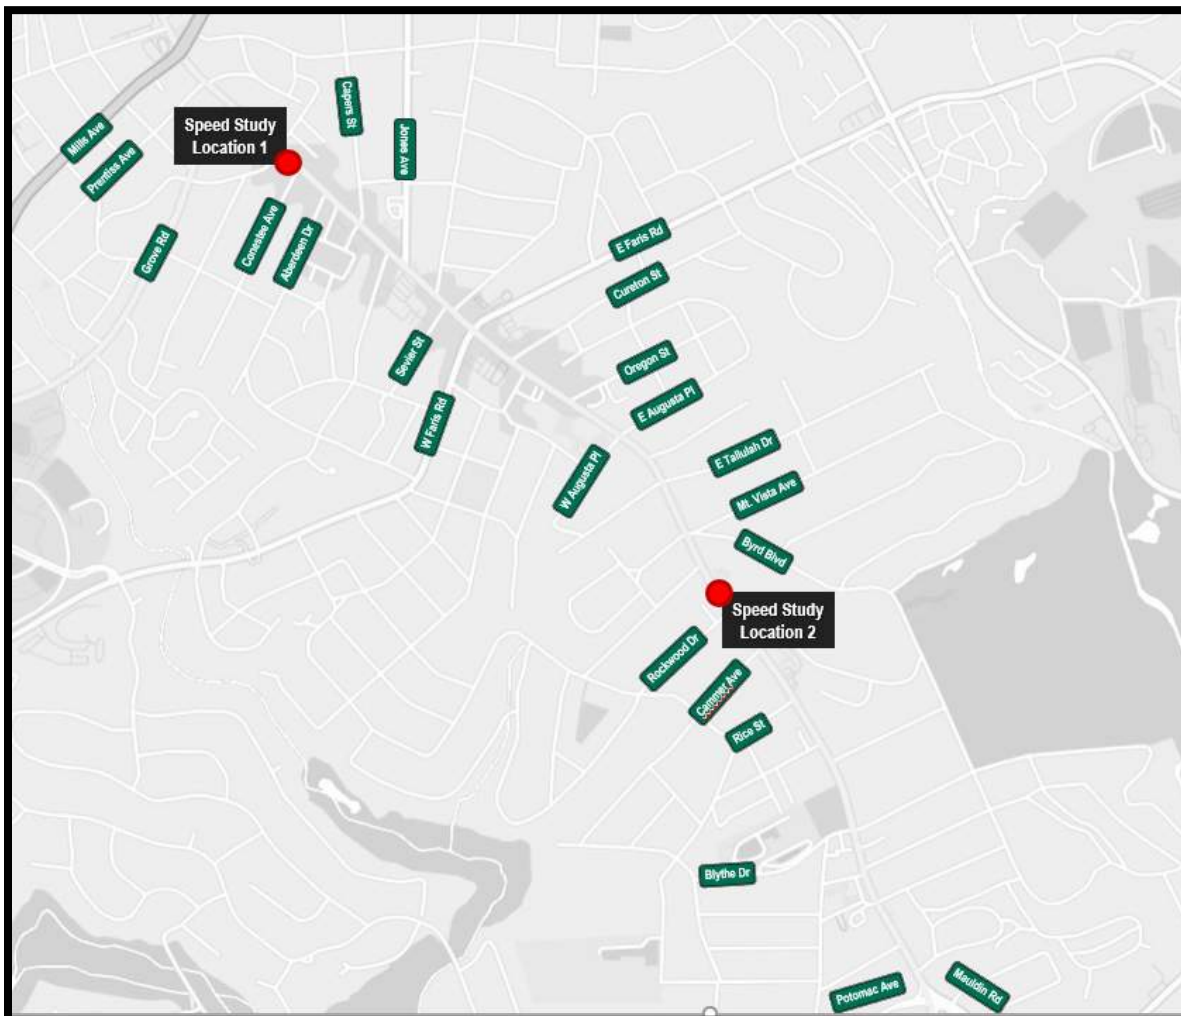 Capers St
Mills Ave
Speed Study
Location 1
Jones Ave
Prentiss Ave
Grove Rd
Conestee Ave
Aberdeen Dr
E Faris Rd
Cureton St
Sevier St
Oregon St
E Augusta Pl
W Faris Rd
E Tallulah Dr
W Augusta Pl
Mt. Vista Ave
Byrd Blvd
Speed Study
Location 2
Rockwood Dr
Cammer Ave
Rice St
Blythe Dr
Potomac Ave
Mauldin Rd